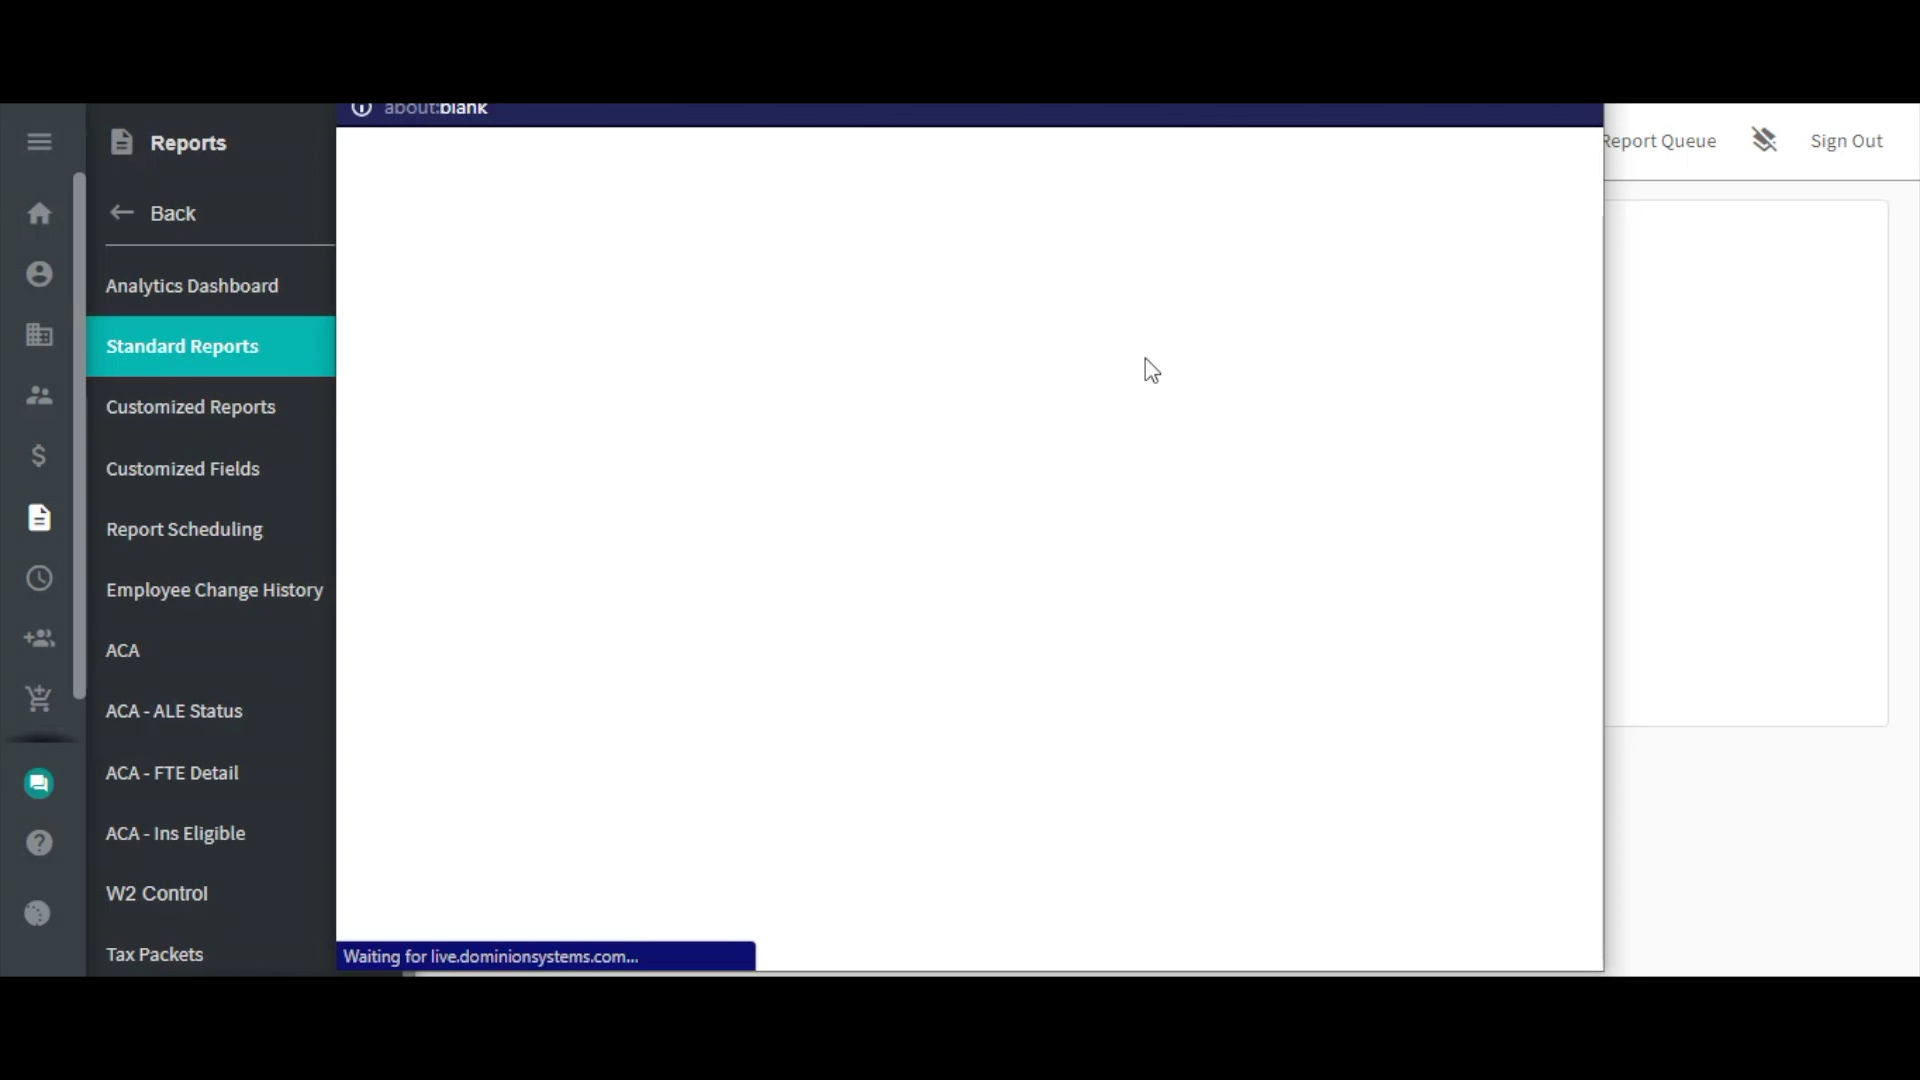 about:blank
Reports
Report Queue
Sign Out
Back
Analytics Dashboard
Standard Reports
Customized Reports
Customized Fields
Report Scheduling
Employee Change History
ACA
ACA - ALE Status
ACA - FTE Detail
ACA - Ins Eligible
W2 Control
Tax Packets
Waiting for live.dominionsystems.com...